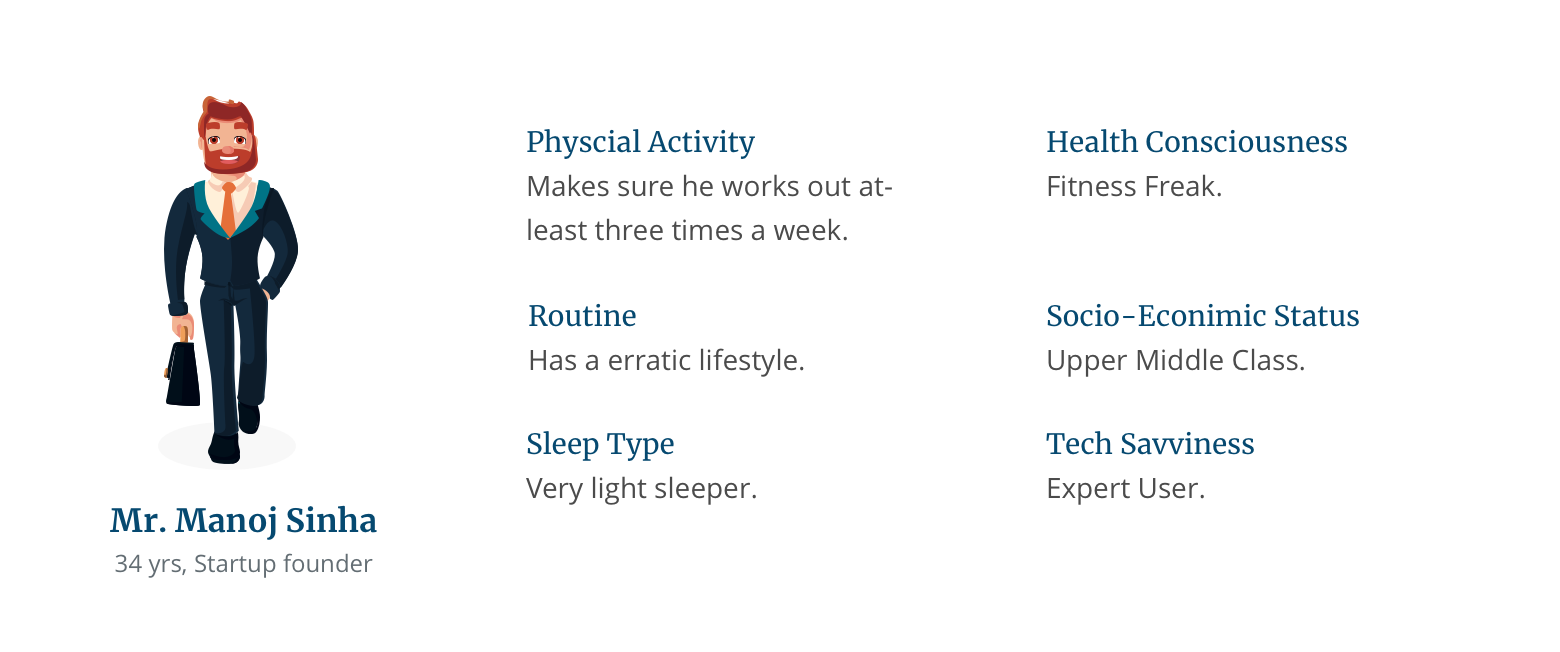 Physcial Activity
Makes sure he works out at-
least three times a week.
Health Consciousness
Fitness Freak.
Routine
Has a erratic lifestyle.
Socio-Econimic Status
Upper Middle Class.
Sleep Type
Very light sleeper.
Tech Savviness
Expert User.
Mr. Manoj Sinha
34 yrs, Startup founder